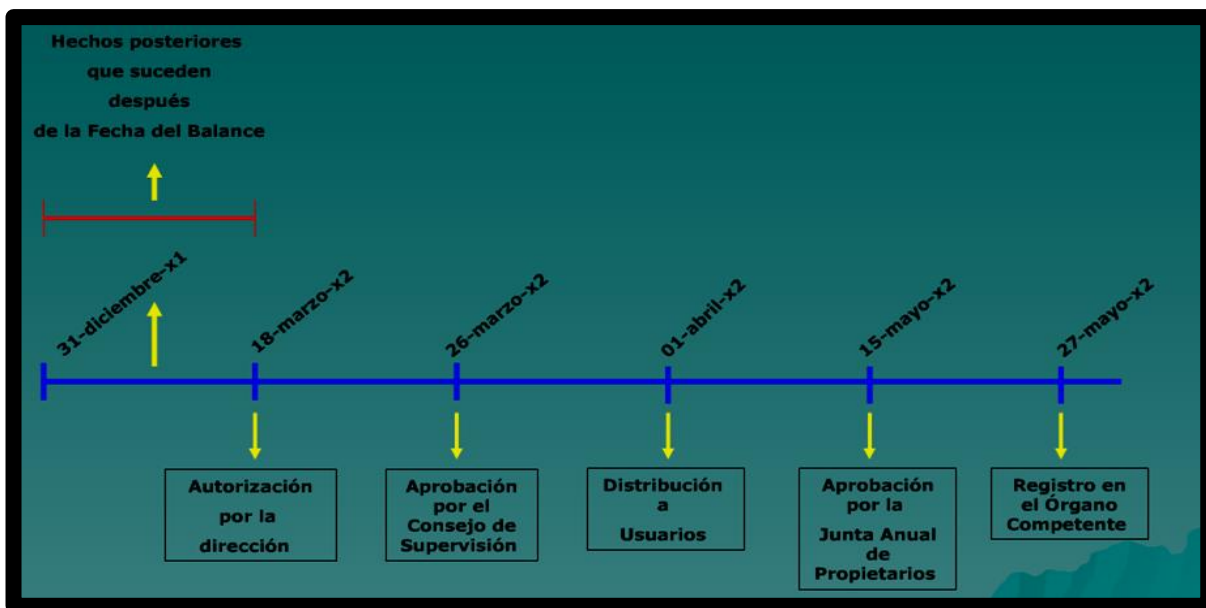 Hechos posteriores
que suceden
después
de la Fecha del Balance
31-diciembre-x1
18-marzo-x2
26-marzo-x2
01-abril-x2
15-mayo-x2
27-mayo-x2
Autorización
por la
dirección
Aprobación
por el
Consejo de
Supervisión
Distribución
a
Usuarios
Aprobación
por la
Junta Anual
de
Propietarios
Registro en
el Órgano
Competente